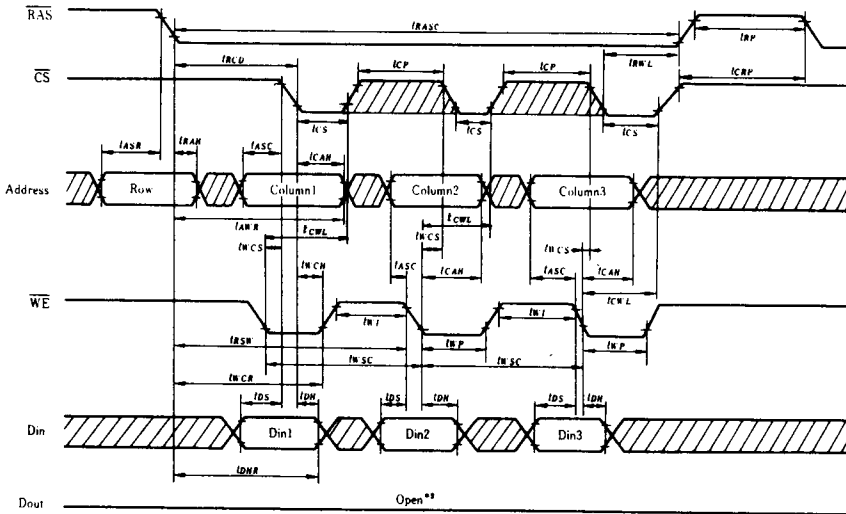 RAS
tRASC
tRP
tRCD
tRWL
CS
tCP
tCP
tCRP
tCS
tCS
tCS
tASR
tRAH
tASC
tCAH
Address
Row
Column1
Column2
Column3
tAWR
tCWL
tCWL
tWCS
tWCS
tWCS
tWCH
tASC
tCAH
tASC
tCAH
tCWL
WE
tWI
tWI
tRSW
tWP
tWP
tWSC
tWSC
tWCR
tDS
tDH
tDS
tDH
tDS
tDH
Din
Din1
Din2
Din3
tDHR
Dout
Open